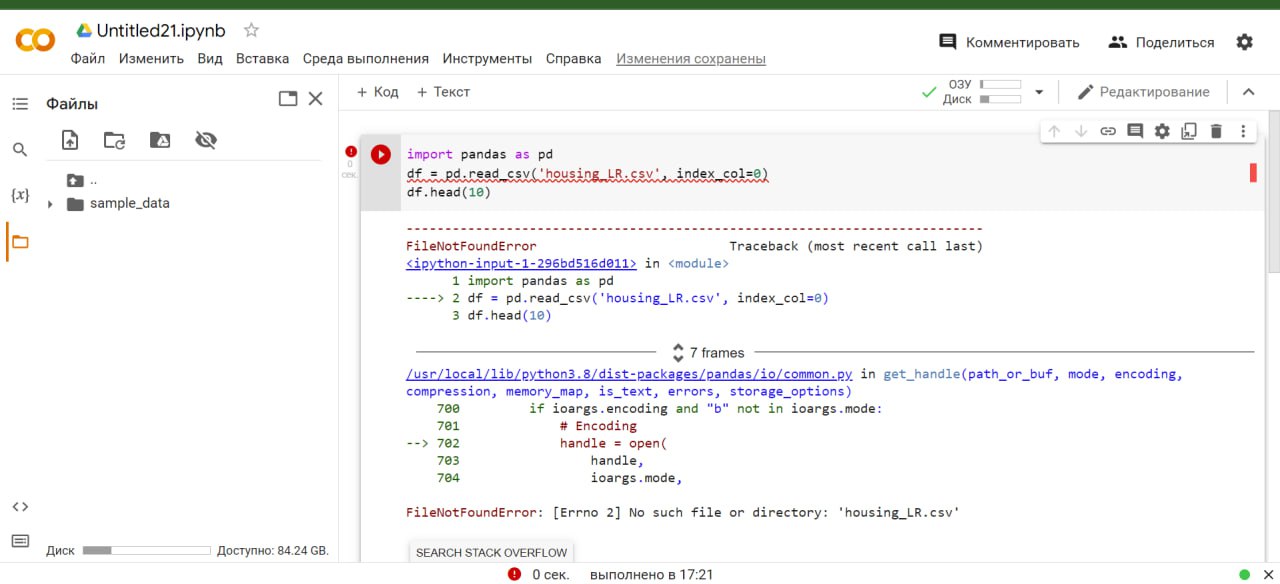 Untitled21.ipynb
Файл Изменить Вид Вставка Среда выполнения Инструменты Справка Изменения сохранены
Комментировать Поделиться
Файлы
+ Код + Текст
ОЗУ
Диск
Редактирование
..
sample_data
{x}
0
сек.
import pandas as pd
df = pd.read_csv('housing_LR.csv', index_col=0)
df.head(10)
---------------------------------------------------------------------------
FileNotFoundError Traceback (most recent call last)
<ipython-input-1-296bd516d011> in <module>
1 import pandas as pd
----> 2 df = pd.read_csv('housing_LR.csv', index_col=0)
3 df.head(10)
7 frames
/usr/local/lib/python3.8/dist-packages/pandas/io/common.py in get_handle(path_or_buf, mode, encoding,
compression, memory_map, is_text, errors, storage_options)
700 if ioargs.encoding and "b" not in ioargs.mode:
701 # Encoding
--> 702 handle = open(
703 handle,
704 ioargs.mode,
FileNotFoundError: [Errno 2] No such file or directory: 'housing_LR.csv'
SEARCH STACK OVERFLOW
Диск Доступно: 84.24 GB.
0 сек. выполнено в 17:21